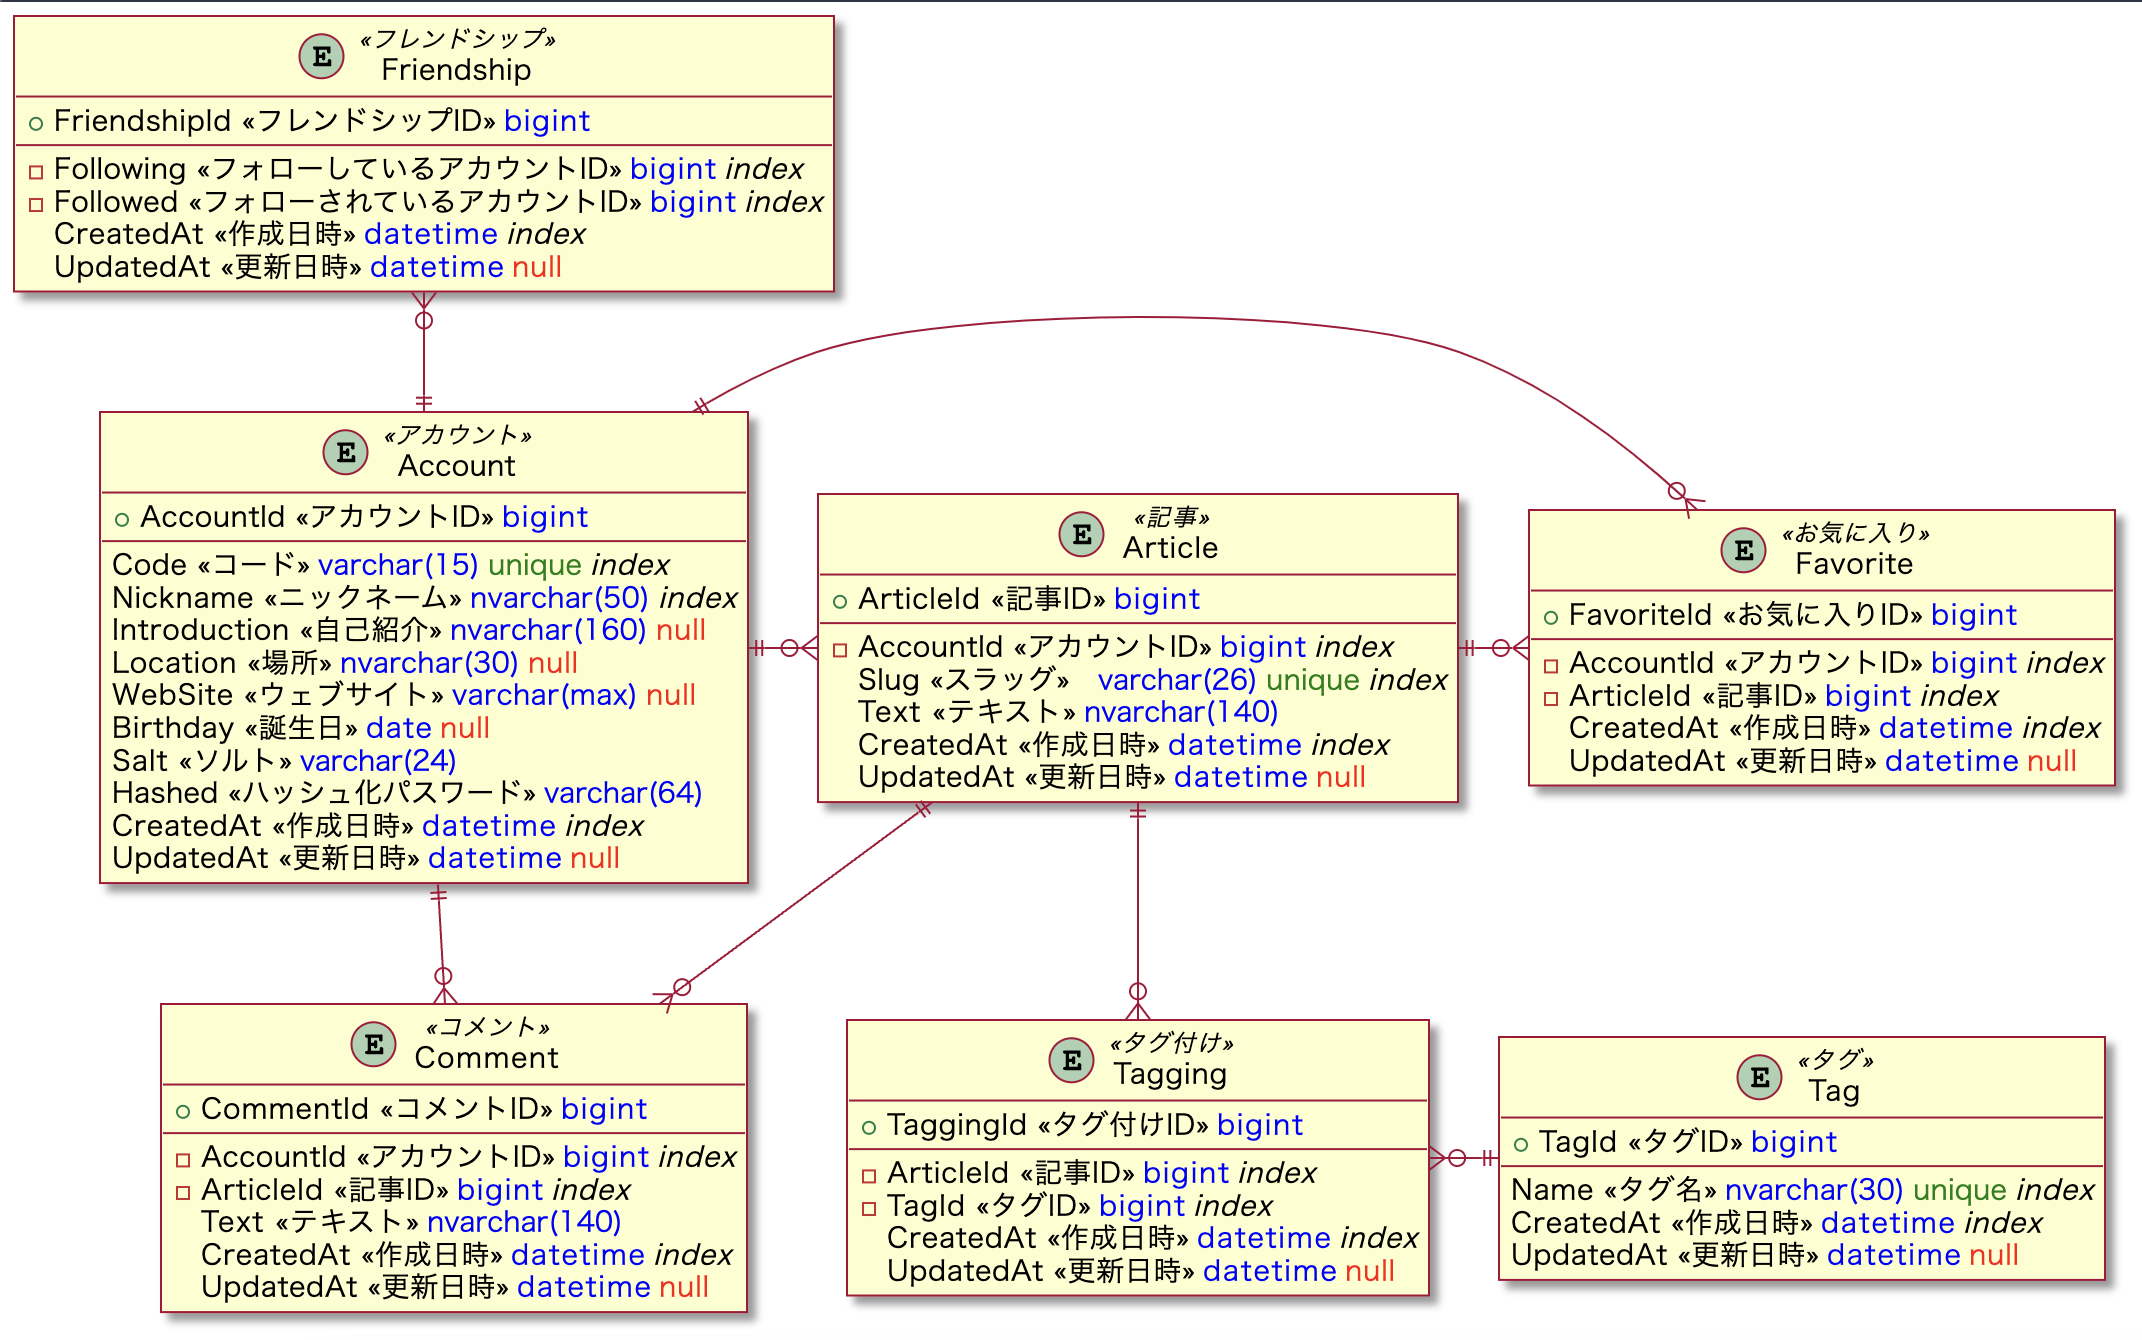 E
«フレンドシップ»
Friendship
FriendshipId «フレンドシップID» bigint
Following «フォローしているアカウントID» bigint index
Followed «フォローされているアカウントID» bigint index
CreatedAt «作成日時» datetime index
UpdatedAt «更新日時» datetime null
E
«アカウント»
Account
AccountId «アカウントID» bigint
Code «コード» varchar(15) unique index
Nickname «ニックネーム» nvarchar(50) index
Introduction «自己紹介» nvarchar(160) null
Location «場所» nvarchar(30) null
WebSite «ウェブサイト» varchar(max) null
Birthday «誕生日» date null
Salt «ソルト» varchar(24)
Hashed «ハッシュ化パスワード» varchar(64)
CreatedAt «作成日時» datetime index
UpdatedAt «更新日時» datetime null
E
«記事»
Article
ArticleId «記事ID» bigint
AccountId «アカウントID» bigint index
Slug «スラッグ» varchar(26) unique index
Text «テキスト» nvarchar(140)
CreatedAt «作成日時» datetime index
UpdatedAt «更新日時» datetime null
E
«お気に入り»
Favorite
FavoriteId «お気に入りID» bigint
AccountId «アカウントID» bigint index
ArticleId «記事ID» bigint index
CreatedAt «作成日時» datetime index
UpdatedAt «更新日時» datetime null
E
«コメント»
Comment
CommentId «コメントID» bigint
AccountId «アカウントID» bigint index
ArticleId «記事ID» bigint index
Text «テキスト» nvarchar(140)
CreatedAt «作成日時» datetime index
UpdatedAt «更新日時» datetime null
E
«タグ付け»
Tagging
TaggingId «タグ付けID» bigint
ArticleId «記事ID» bigint index
TagId «タグID» bigint index
CreatedAt «作成日時» datetime index
UpdatedAt «更新日時» datetime null
E
«タグ»
Tag
TagId «タグID» bigint
Name «タグ名» nvarchar(30) unique index
CreatedAt «作成日時» datetime index
UpdatedAt «更新日時» datetime null